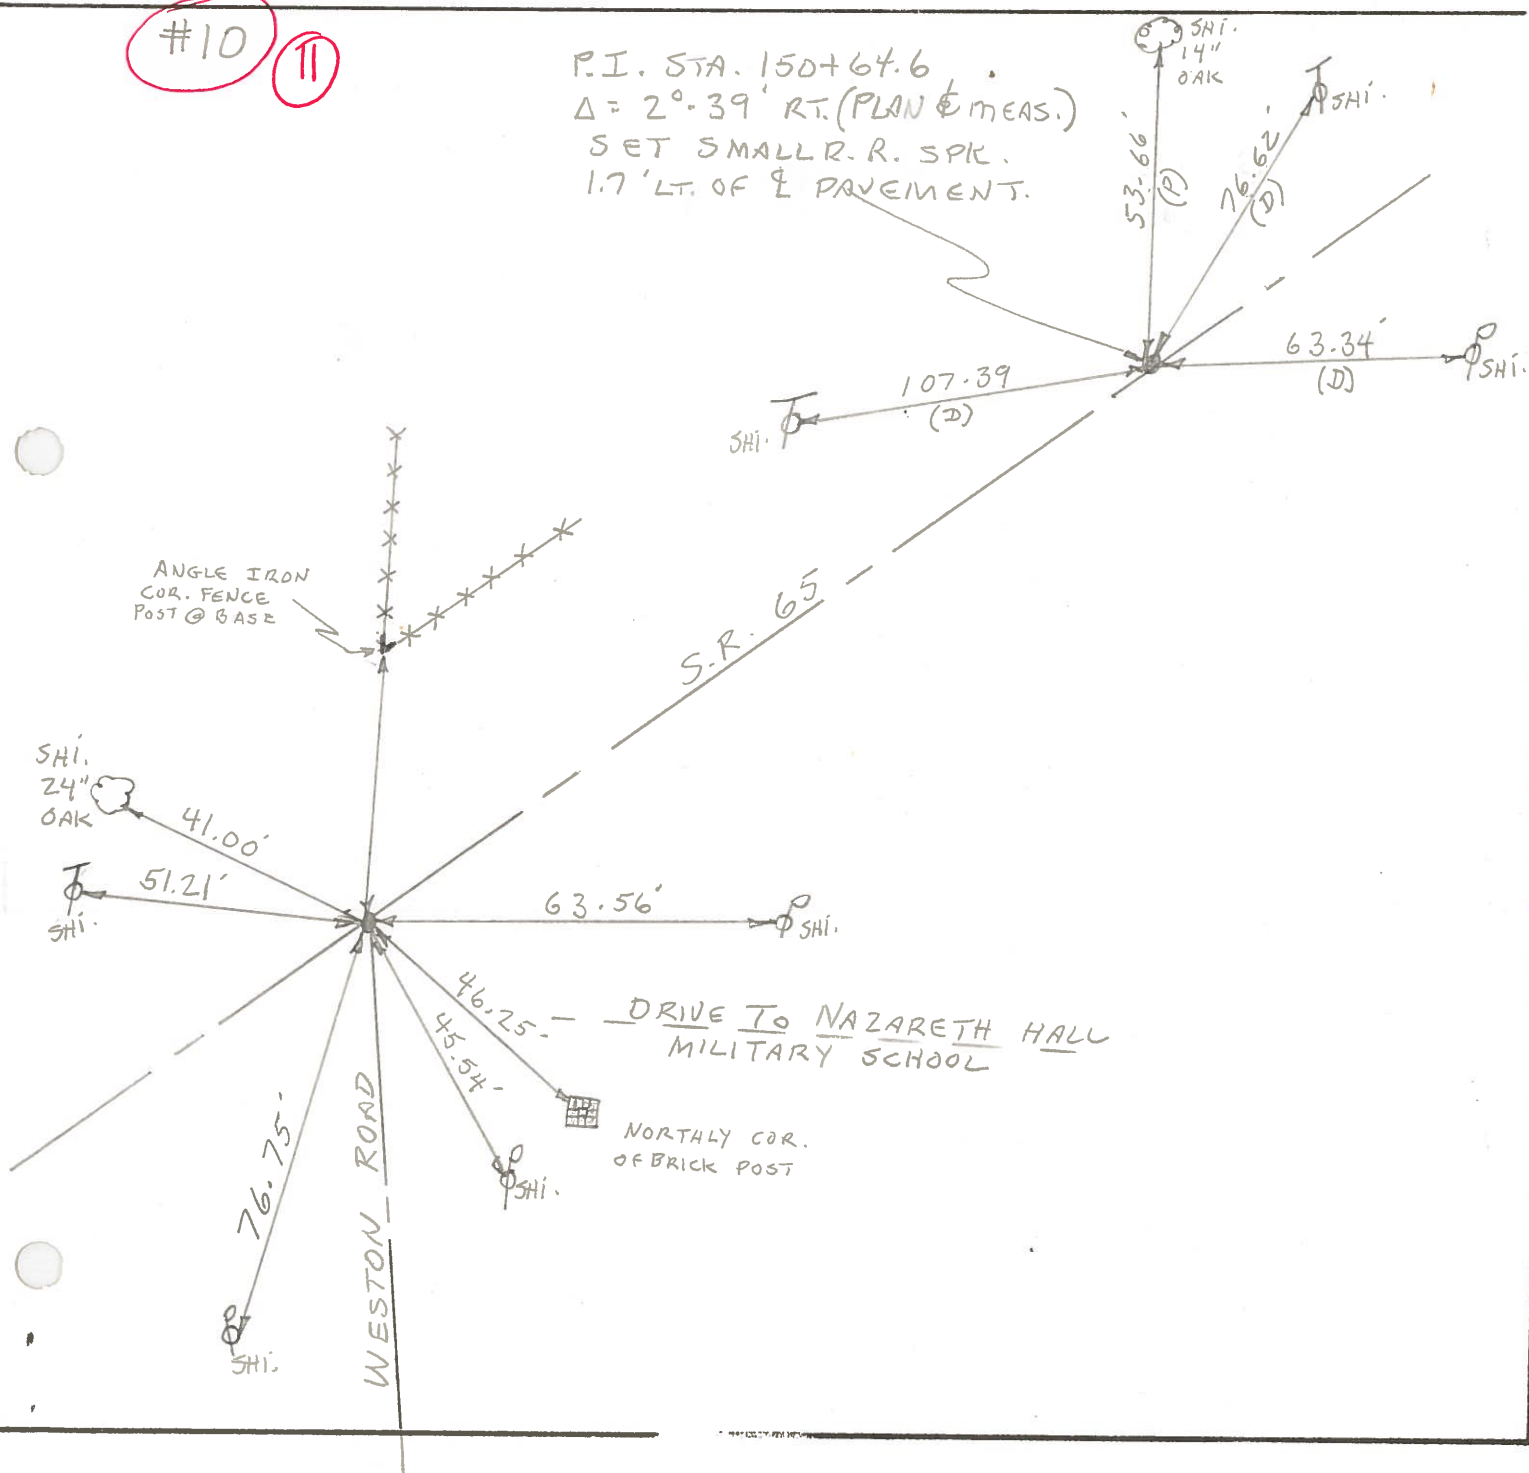 #10
11
P.I. STA. 150+64.6
Δ = 2°-39' RT. (PLAN & MEAS.)
SET SMALL R.R. SPK.
1.7' LT. OF ℄ PAVEMENT.
SHI.
14"
OAK
SHI.
53.66'
(P)
76.62'
(D)
63.34'
(D)
SHI.
107.39
(D)
SHI.
ANGLE IRON
COR. FENCE
POST @ BASE
S.R. 65
SHI.
24"
OAK
41.00'
51.21'
SHI.
63.56'
SHI.
46.25'
45.54'
DRIVE TO NAZARETH HALL
MILITARY SCHOOL
NORTHLY COR.
OF BRICK POST
SHI.
76.75'
SHI.
WESTON ROAD